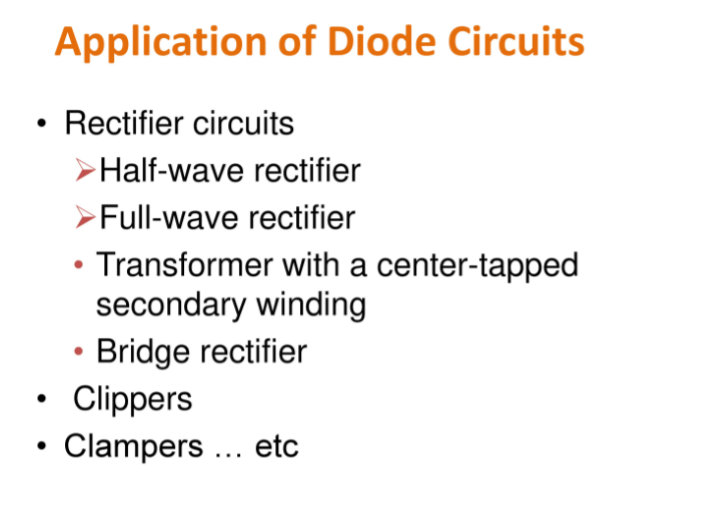 Application of Diode Circuits
• Rectifier circuits
➢Half-wave rectifier
➢Full-wave rectifier
• Transformer with a center-tapped
secondary winding
• Bridge rectifier
• Clippers
• Clampers … etc